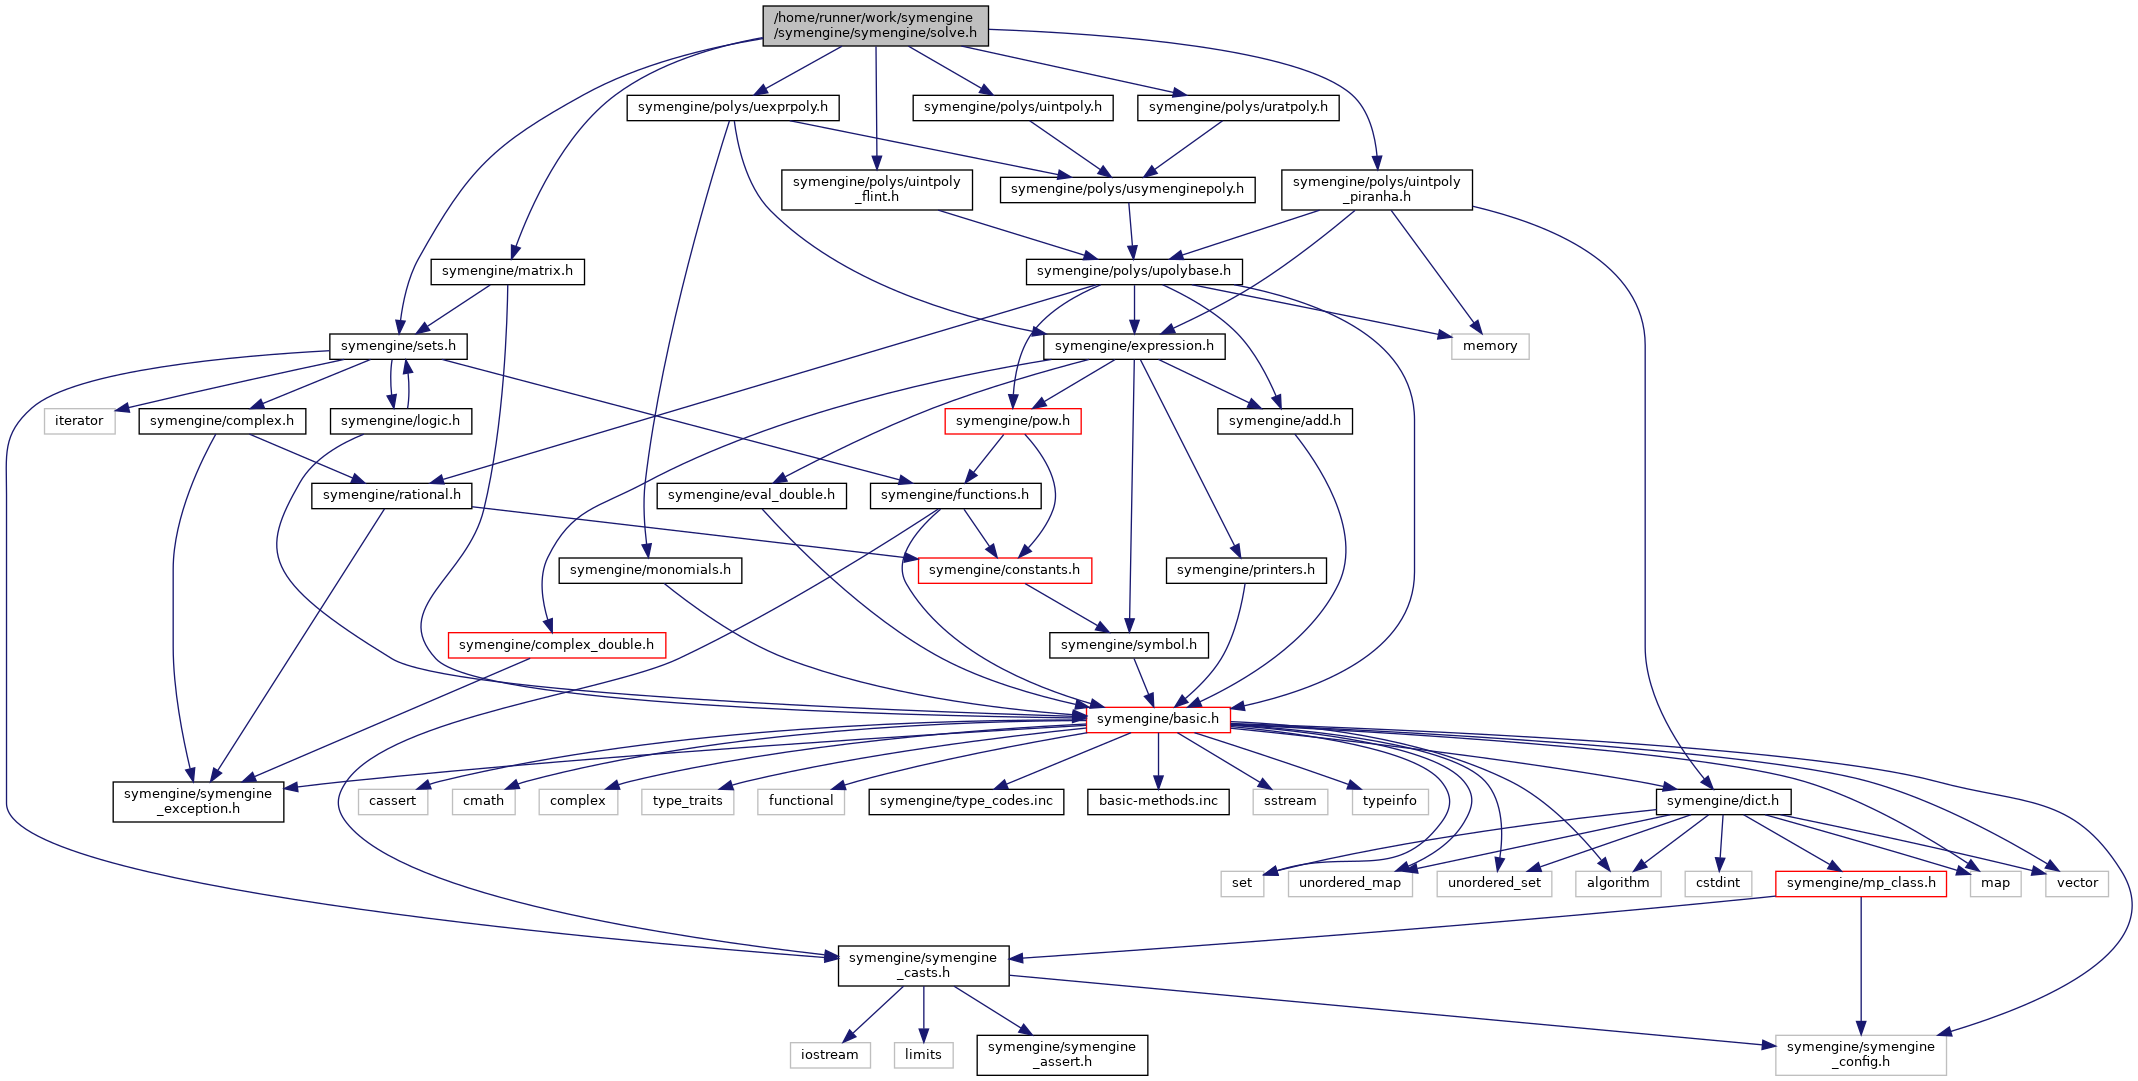 /home/runner/work/symengine
/symengine/symengine/solve.h
symengine/polys/uexprpoly.h
symengine/polys/uintpoly.h
symengine/polys/uratpoly.h
symengine/polys/uintpoly
_flint.h
symengine/polys/usymenginepoly.h
symengine/polys/uintpoly
_piranha.h
symengine/matrix.h
symengine/polys/upolybase.h
symengine/sets.h
symengine/expression.h
memory
iterator
symengine/complex.h
symengine/logic.h
symengine/pow.h
symengine/add.h
symengine/rational.h
symengine/eval_double.h
symengine/functions.h
symengine/monomials.h
symengine/constants.h
symengine/printers.h
symengine/complex_double.h
symengine/symbol.h
symengine/basic.h
symengine/symengine
_exception.h
cassert
cmath
complex
type_traits
functional
symengine/type_codes.inc
basic-methods.inc
sstream
typeinfo
symengine/dict.h
set
unordered_map
unordered_set
algorithm
cstdint
symengine/mp_class.h
map
vector
symengine/symengine
_casts.h
iostream
limits
symengine/symengine
_assert.h
symengine/symengine
_config.h